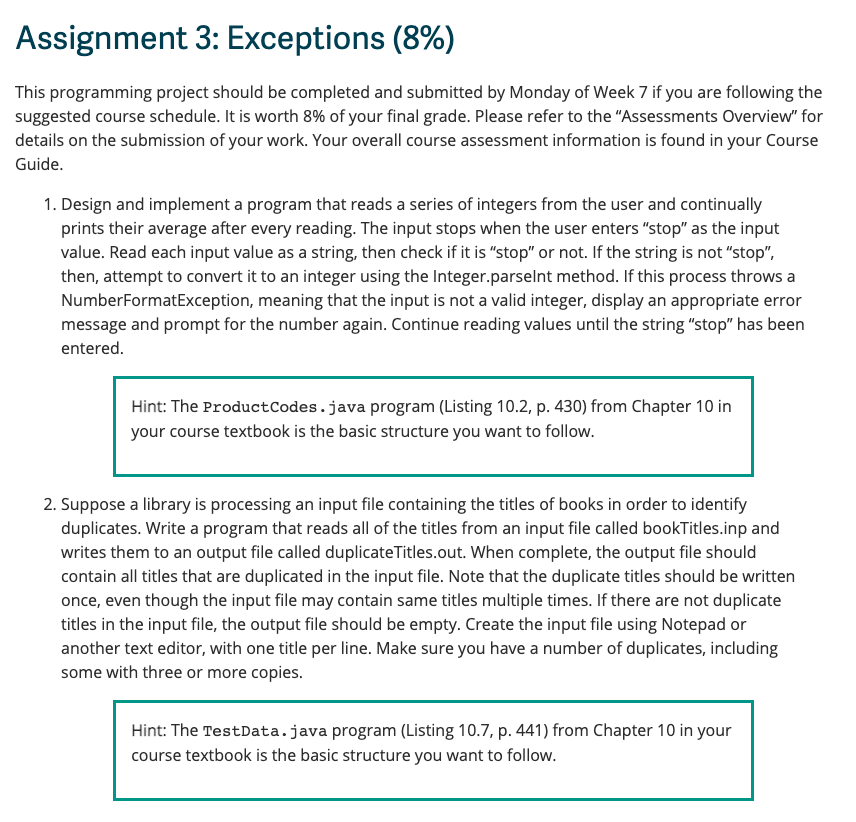 Assignment 3: Exceptions (8%)
This programming project should be completed and submitted by Monday of Week 7 if you are following the
suggested course schedule. It is worth 8% of your final grade. Please refer to the “Assessments Overview” for
details on the submission of your work. Your overall course assessment information is found in your Course
Guide.
1. Design and implement a program that reads a series of integers from the user and continually
prints their average after every reading. The input stops when the user enters “stop” as the input
value. Read each input value as a string, then check if it is “stop” or not. If the string is not “stop”,
then, attempt to convert it to an integer using the Integer.parseInt method. If this process throws a
NumberFormatException, meaning that the input is not a valid integer, display an appropriate error
message and prompt for the number again. Continue reading values until the string “stop” has been
entered.
Hint: The ProductCodes.java program (Listing 10.2, p. 430) from Chapter 10 in
your course textbook is the basic structure you want to follow.
2. Suppose a library is processing an input file containing the titles of books in order to identify
duplicates. Write a program that reads all of the titles from an input file called bookTitles.inp and
writes them to an output file called duplicateTitles.out. When complete, the output file should
contain all titles that are duplicated in the input file. Note that the duplicate titles should be written
once, even though the input file may contain same titles multiple times. If there are not duplicate
titles in the input file, the output file should be empty. Create the input file using Notepad or
another text editor, with one title per line. Make sure you have a number of duplicates, including
some with three or more copies.
Hint: The TestData.java program (Listing 10.7, p. 441) from Chapter 10 in your
course textbook is the basic structure you want to follow.